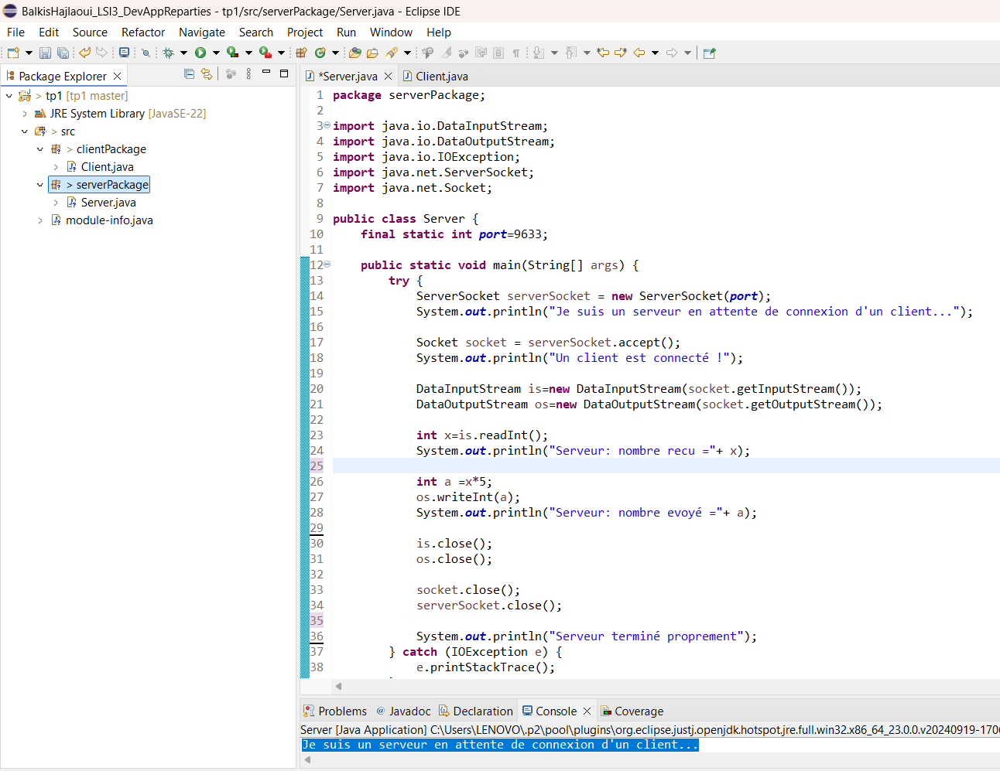 BalkisHajlaoui_LSI3_DevAppReparties - tp1/src/serverPackage/Server.java - Eclipse IDE
File Edit Source Refactor Navigate Search Project Run Window Help
Package Explorer
> tp1 [tp1 master]
JRE System Library [JavaSE-22]
> src
> clientPackage
Client.java
> serverPackage
Server.java
module-info.java
*Server.java Client.java
1 package serverPackage;
2
3 import java.io.DataInputStream;
4 import java.io.DataOutputStream;
5 import java.io.IOException;
6 import java.net.ServerSocket;
7 import java.net.Socket;
8
9 public class Server {
10 final static int port=9633;
11
12 public static void main(String[] args) {
13 try {
14 ServerSocket serverSocket = new ServerSocket(port);
15 System.out.println("Je suis un serveur en attente de connexion d'un client...");
16
17 Socket socket = serverSocket.accept();
18 System.out.println("Un client est connecté !");
19
20 DataInputStream is=new DataInputStream(socket.getInputStream());
21 DataOutputStream os=new DataOutputStream(socket.getOutputStream());
22
23 int x=is.readInt();
24 System.out.println("Serveur: nombre recu ="+ x);
25
26 int a =x*5;
27 os.writeInt(a);
28 System.out.println("Serveur: nombre evoyé ="+ a);
29
30 is.close();
31 os.close();
32
33 socket.close();
34 serverSocket.close();
35
36 System.out.println("Serveur terminé proprement");
37 } catch (IOException e) {
38 e.printStackTrace();
Problems Javadoc Declaration Console Coverage
Server [Java Application] C:\Users\LENOVO\.p2\pool\plugins\org.eclipse.justj.openjdk.hotspot.jre.full.win32.x86_64_23.0.0.v20240919-170
Je suis un serveur en attente de connexion d'un client...